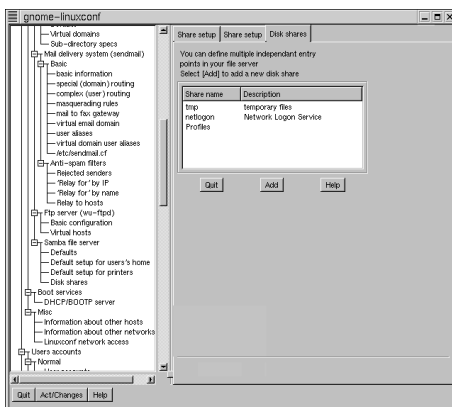 gnome-linuxconf
Virtual domains
Sub-directory specs
Mail delivery system (sendmail)
Basic
basic information
special (domain) routing
complex (user) routing
masquerading rules
mail to fax gateway
virtual email domain
user aliases
virtual domain user aliases
/etc/sendmail.cf
Anti-spam filters
Rejected senders
'Relay for' by IP
'Relay for' by name
Relay to hosts
Ftp server (wu-ftpd)
Basic configuration
Virtual hosts
Samba file server
Defaults
Default setup for users's home
Default setup for printers
Disk shares
Boot services
DHCP/BOOTP server
Misc
Information about other hosts
Information about other networks
Linuxconf network access
Users accounts
Normal
Quit Act/Changes Help
Share setup Share setup Disk shares
You can define multiple independant entry
points in your file server
Select [Add] to add a new disk share
Share name Description
tmp temporary files
netlogon Network Logon Service
Profiles
Quit Add Help